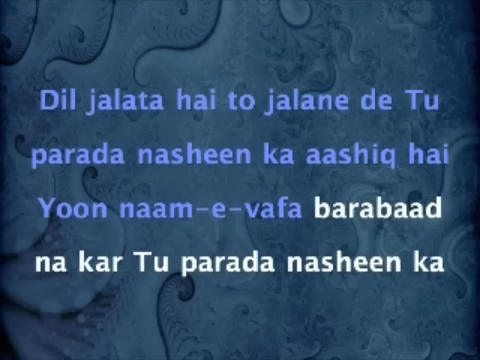 Dil jalata hai to jalane de Tu
parada nasheen ka aashiq hai
Yoon naam-e-vafa barabaad
na kar Tu parada nasheen ka